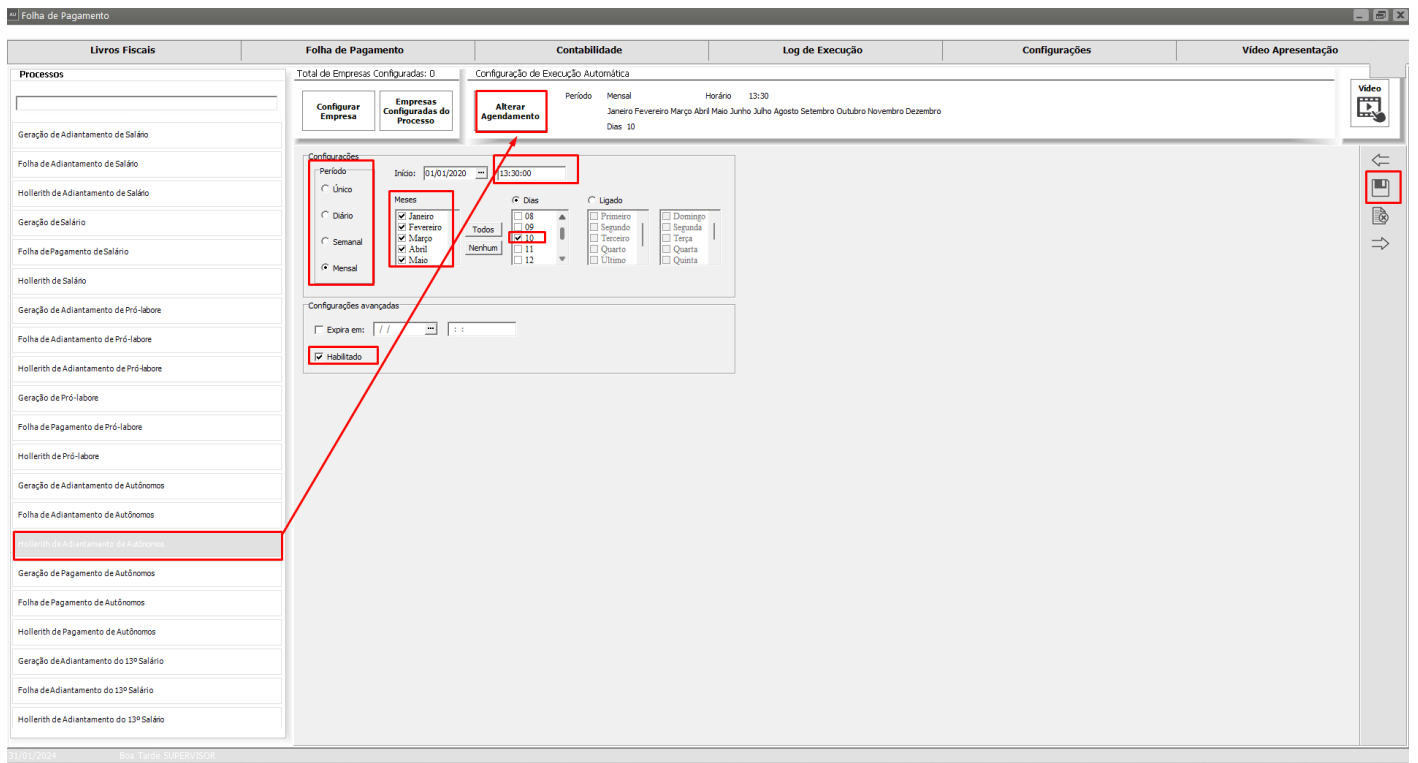 AU Folha de Pagamento
Livros Fiscais
Folha de Pagamento
Contabilidade
Log de Execução
Configurações
Vídeo Apresentação
Processos
Geração de Adiantamento de Salário
Folha de Adiantamento de Salário
Hollerith de Adiantamento de Salário
Geração de Salário
Folha de Pagamento de Salário
Hollerith de Salário
Geração de Adiantamento de Pró-labore
Folha de Adiantamento de Pró-labore
Hollerith de Adiantamento de Pró-labore
Geração de Pró-labore
Folha de Pagamento de Pró-labore
Hollerith de Pró-labore
Geração de Adiantamento de Autônomos
Folha de Adiantamento de Autônomos
Hollerith de Adiantamento de Autônomos
Geração de Pagamento de Autônomos
Folha de Pagamento de Autônomos
Hollerith de Pagamento de Autônomos
Geração de Adiantamento do 13º Salário
Folha de Adiantamento do 13º Salário
Hollerith de Adiantamento do 13º Salário
Total de Empresas Configuradas: 0
Configurar
Empresa
Empresas
Configuradas do
Processo
Configuração de Execução Automática
Alterar
Agendamento
Período Mensal Horário 13:30
Janeiro Fevereiro Março Abril Maio Junho Julho Agosto Setembro Outubro Novembro Dezembro
Dias 10
Vídeo
Configurações
Período
Único
Diário
Semanal
Mensal
Início: 01/01/2020 ... 13:30:00
Meses
Janeiro
Fevereiro
Março
Abril
Maio
Todos
Nenhum
Dias
08
09
10
11
12
Ligado
Primeiro
Segundo
Terceiro
Quarto
Último
Domingo
Segunda
Terça
Quarta
Quinta
Configurações avançadas
Expira em: / / ... : :
Habilitado
31/01/2024 Boa Tarde SUPERVISOR